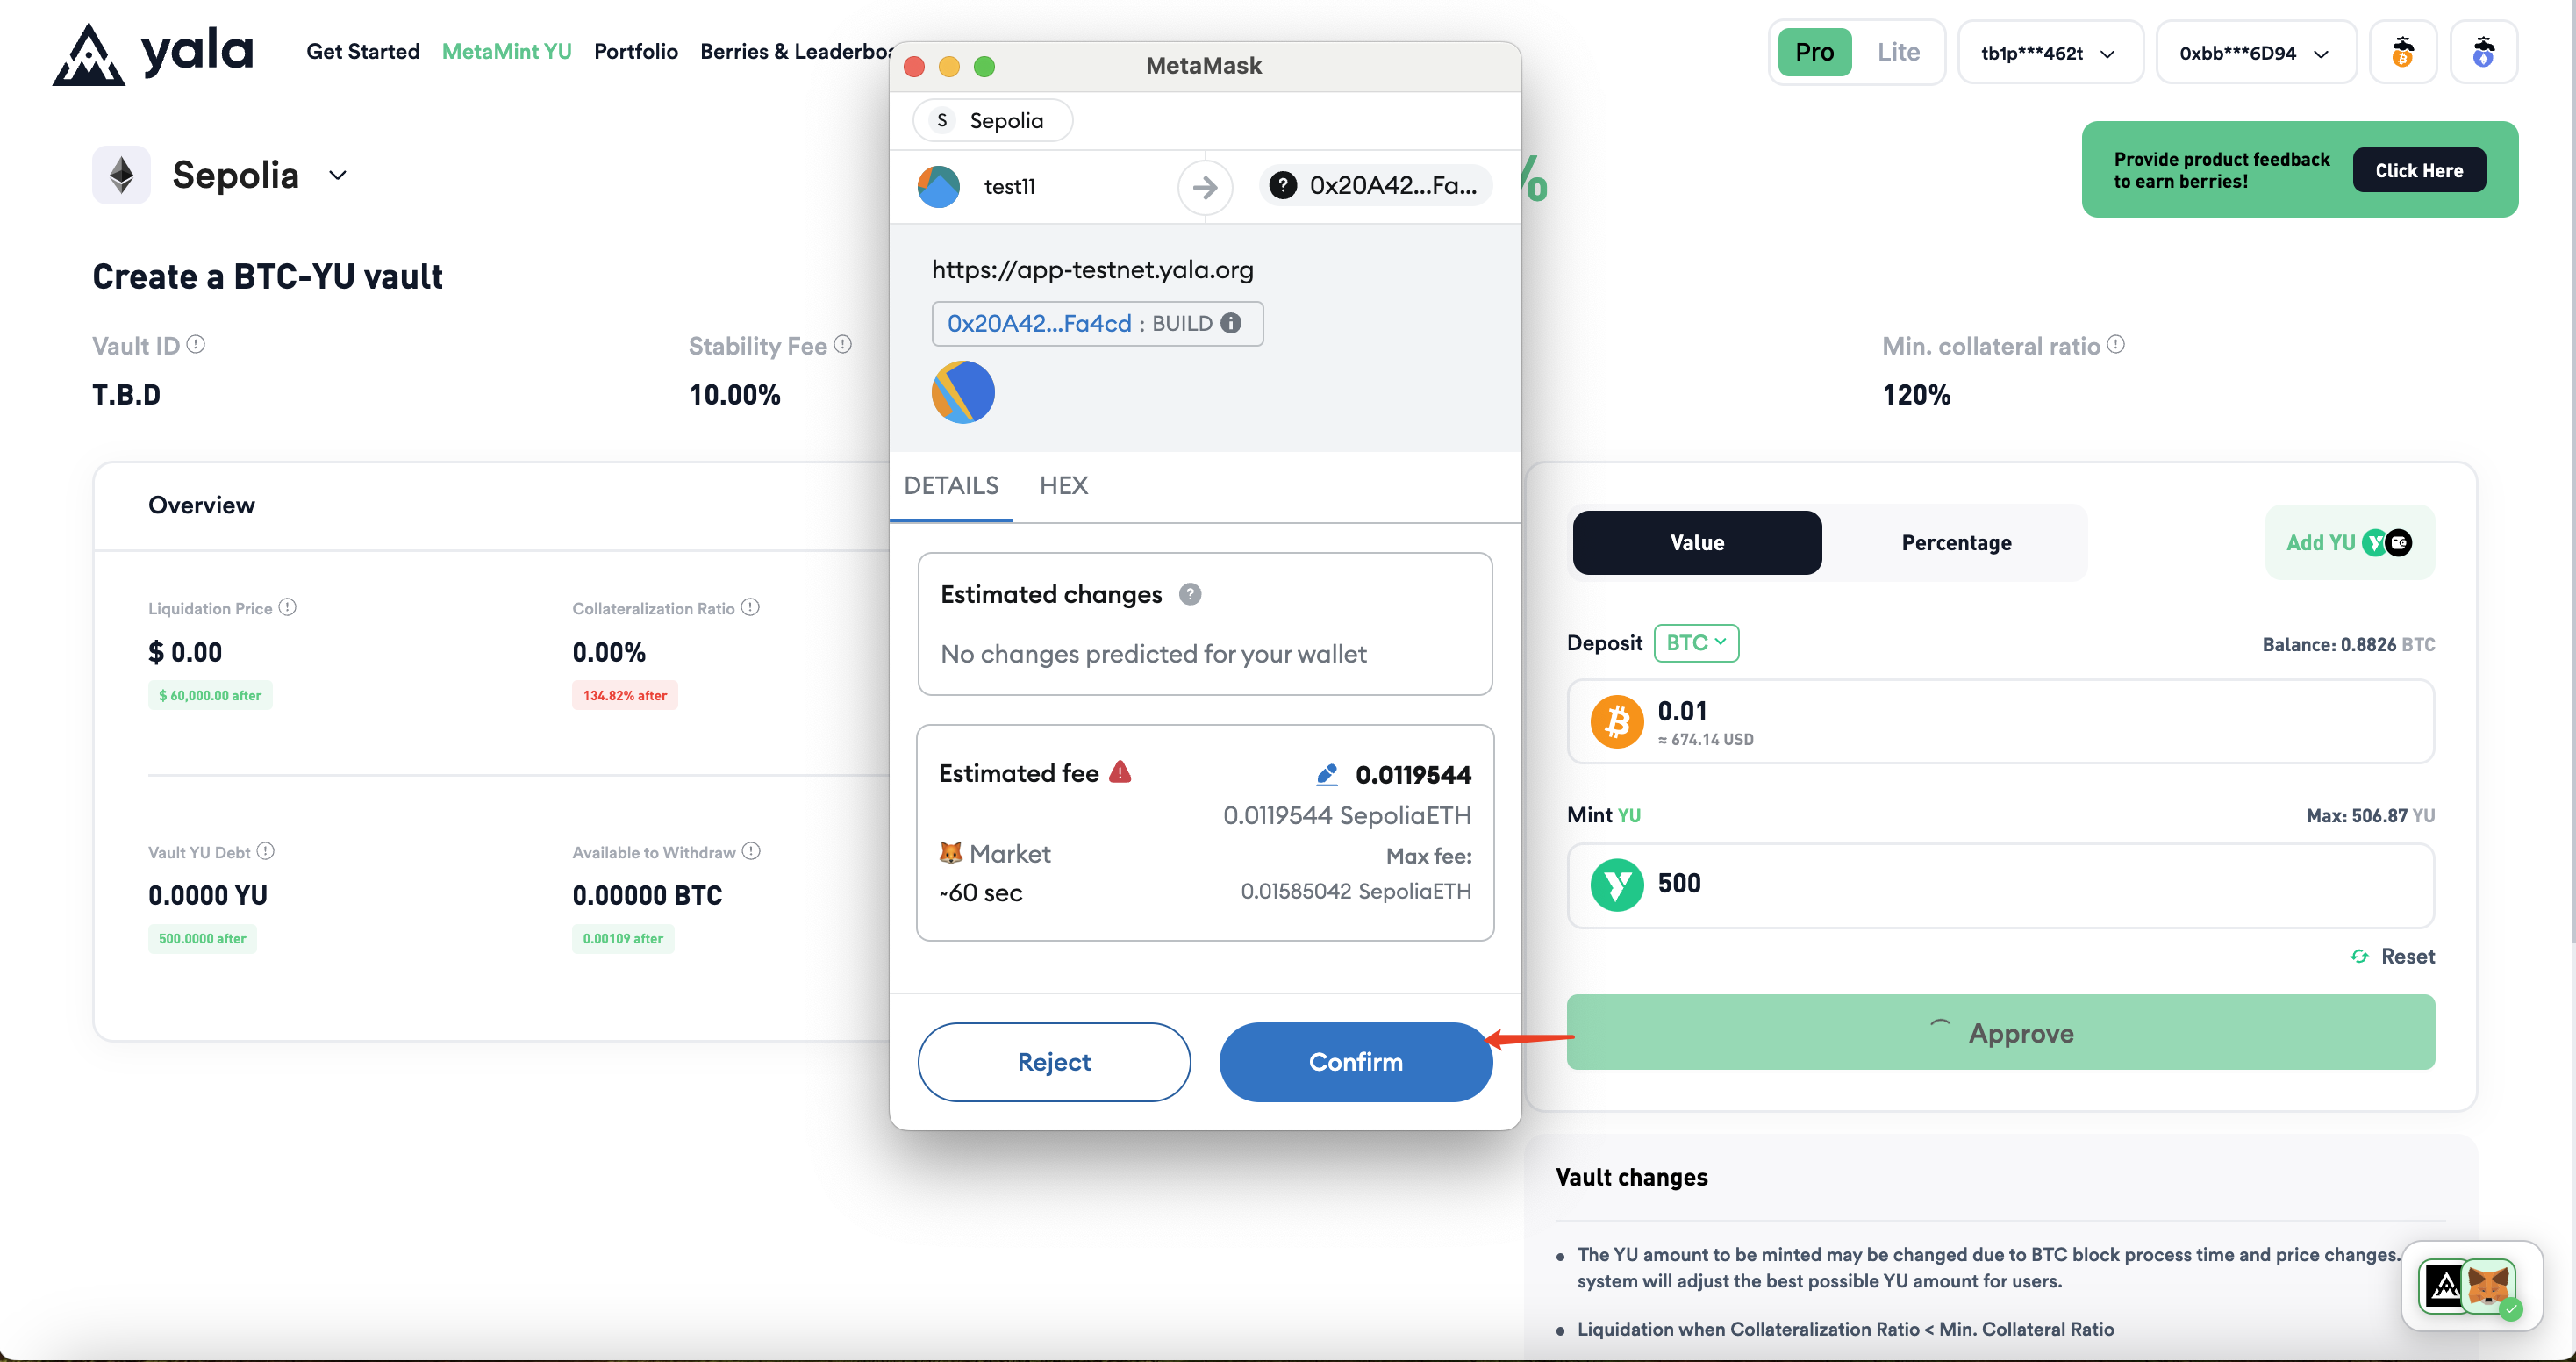 yala
Get Started
MetaMint YU
Portfolio
Berries &
Pro
Lite
tb1p***462t
0xbb***6D94
Sepolia
%
Provide product feedback
to earn berries!
Click Here
Create a BTC-YU vault
Vault ID
T.B.D
Stability Fee
10.00%
Min. collateral ratio
120%
Overview
Liquidation Price
$ 0.00
$ 60,000.00 after
Collateralization Ratio
0.00%
134.82% after
Vault YU Debt
0.0000 YU
500.0000 after
Available to Withdraw
0.00000 BTC
0.00109 after
MetaMask
S Sepolia
test11
0x20A42...Fa...
https://app-testnet.yala.org
0x20A42...Fa4cd : BUILD
DETAILS
HEX
Estimated changes
No changes predicted for your wallet
Estimated fee
0.0119544
0.0119544 SepoliaETH
Market
Max fee:
~60 sec
0.01585042 SepoliaETH
Reject
Confirm
Value
Percentage
Add YU
Deposit
BTC
Balance: 0.8826 BTC
0.01
≈ 674.14 USD
Mint YU
Max: 506.87 YU
500
Reset
Approve
Vault changes
The YU amount to be minted may be changed due to BTC block process time and price changes.
system will adjust the best possible YU amount for users.
Liquidation when Collateralization Ratio < Min. Collateral Ratio